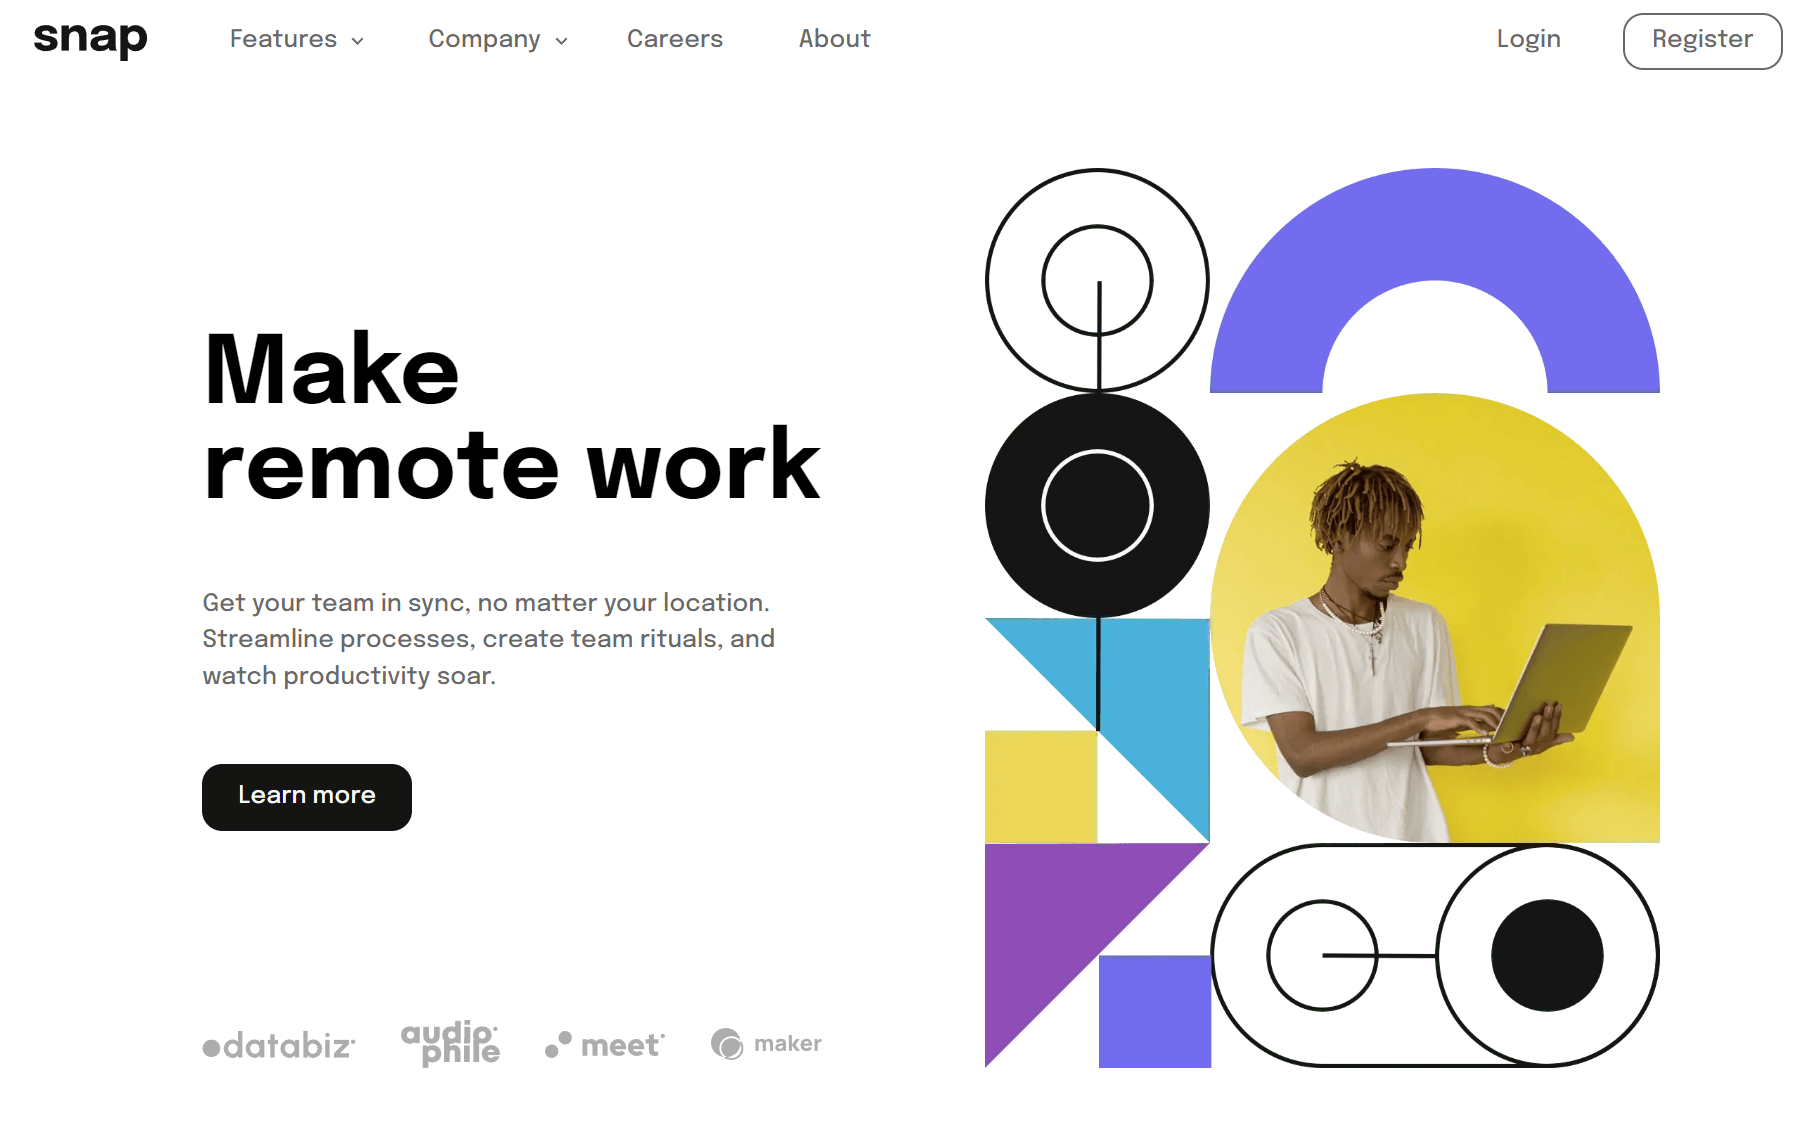 snap
Features
Company
Careers
About
Login
Register
Make
remote work
Get your team in sync, no matter your location.
Streamline processes, create team rituals, and
watch productivity soar.
Learn more
databiz
audiophile
meet
maker